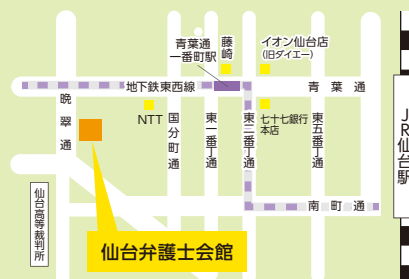 青葉通
一番町駅
藤崎
イオン仙台店
(旧ダイエー)
地下鉄東西線
青葉通
晩翠通
NTT
国分町通
東一番丁通
東二番丁通
七十七銀行
本店
東五番丁通
JR仙台駅
南町通
仙台高等裁判所
仙台弁護士会館